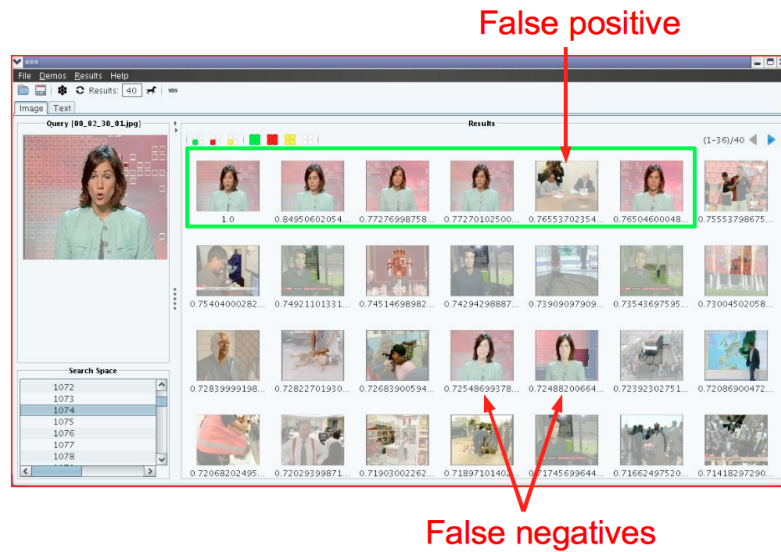 False positive
GOS
File Demos Results Help
Results: 40 VDS
Image Text
Query [00_02_30_01.jpg]
Results
(1-36)/40
1.0 0.84950602054... 0.77276998758... 0.77270102500... 0.76553702354... 0.76504600048... 0.75553798675...
0.75404000282... 0.74921101331... 0.74514698982... 0.74294298887... 0.73909097909... 0.73543697595... 0.73004502058...
0.72839999198... 0.72822701930... 0.72683900594... 0.72548699378... 0.72488200664... 0.72392302751... 0.72086900472...
Search Space
1072
1073
1074
1075
1076
1077
1078
0.72068202495... 0.72029399871... 0.71903002262... 0.71897101402... 0.71745699644... 0.71662497520... 0.71418297290...
False negatives